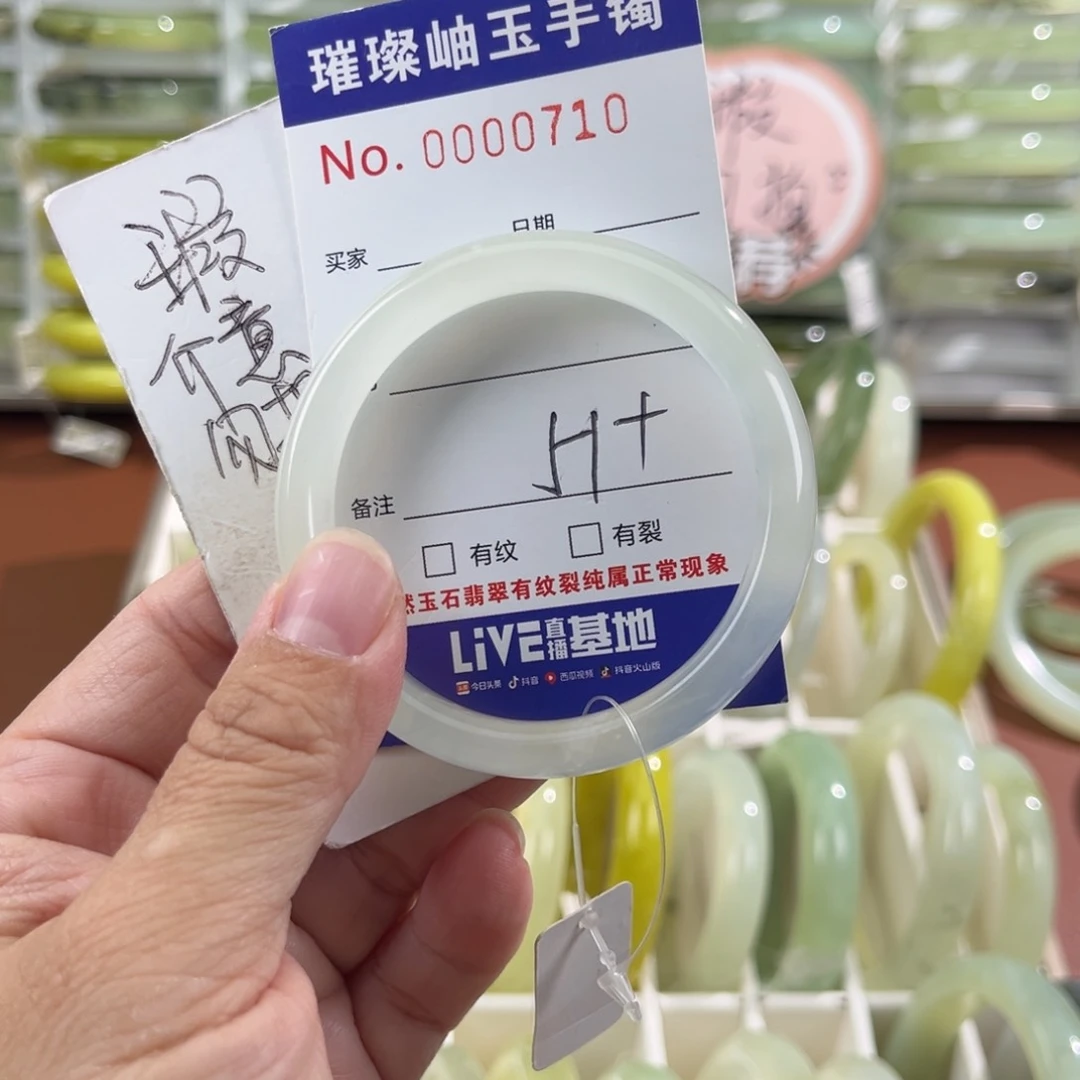 璀璨岫玉手镯
No. 0000710
日期
买家
H+
备注
有纹
有裂
然玉石翡翠有纹裂纯属正常现象
LiVE直播基地
今日头条 抖音 西瓜视频 抖音火山版
荐